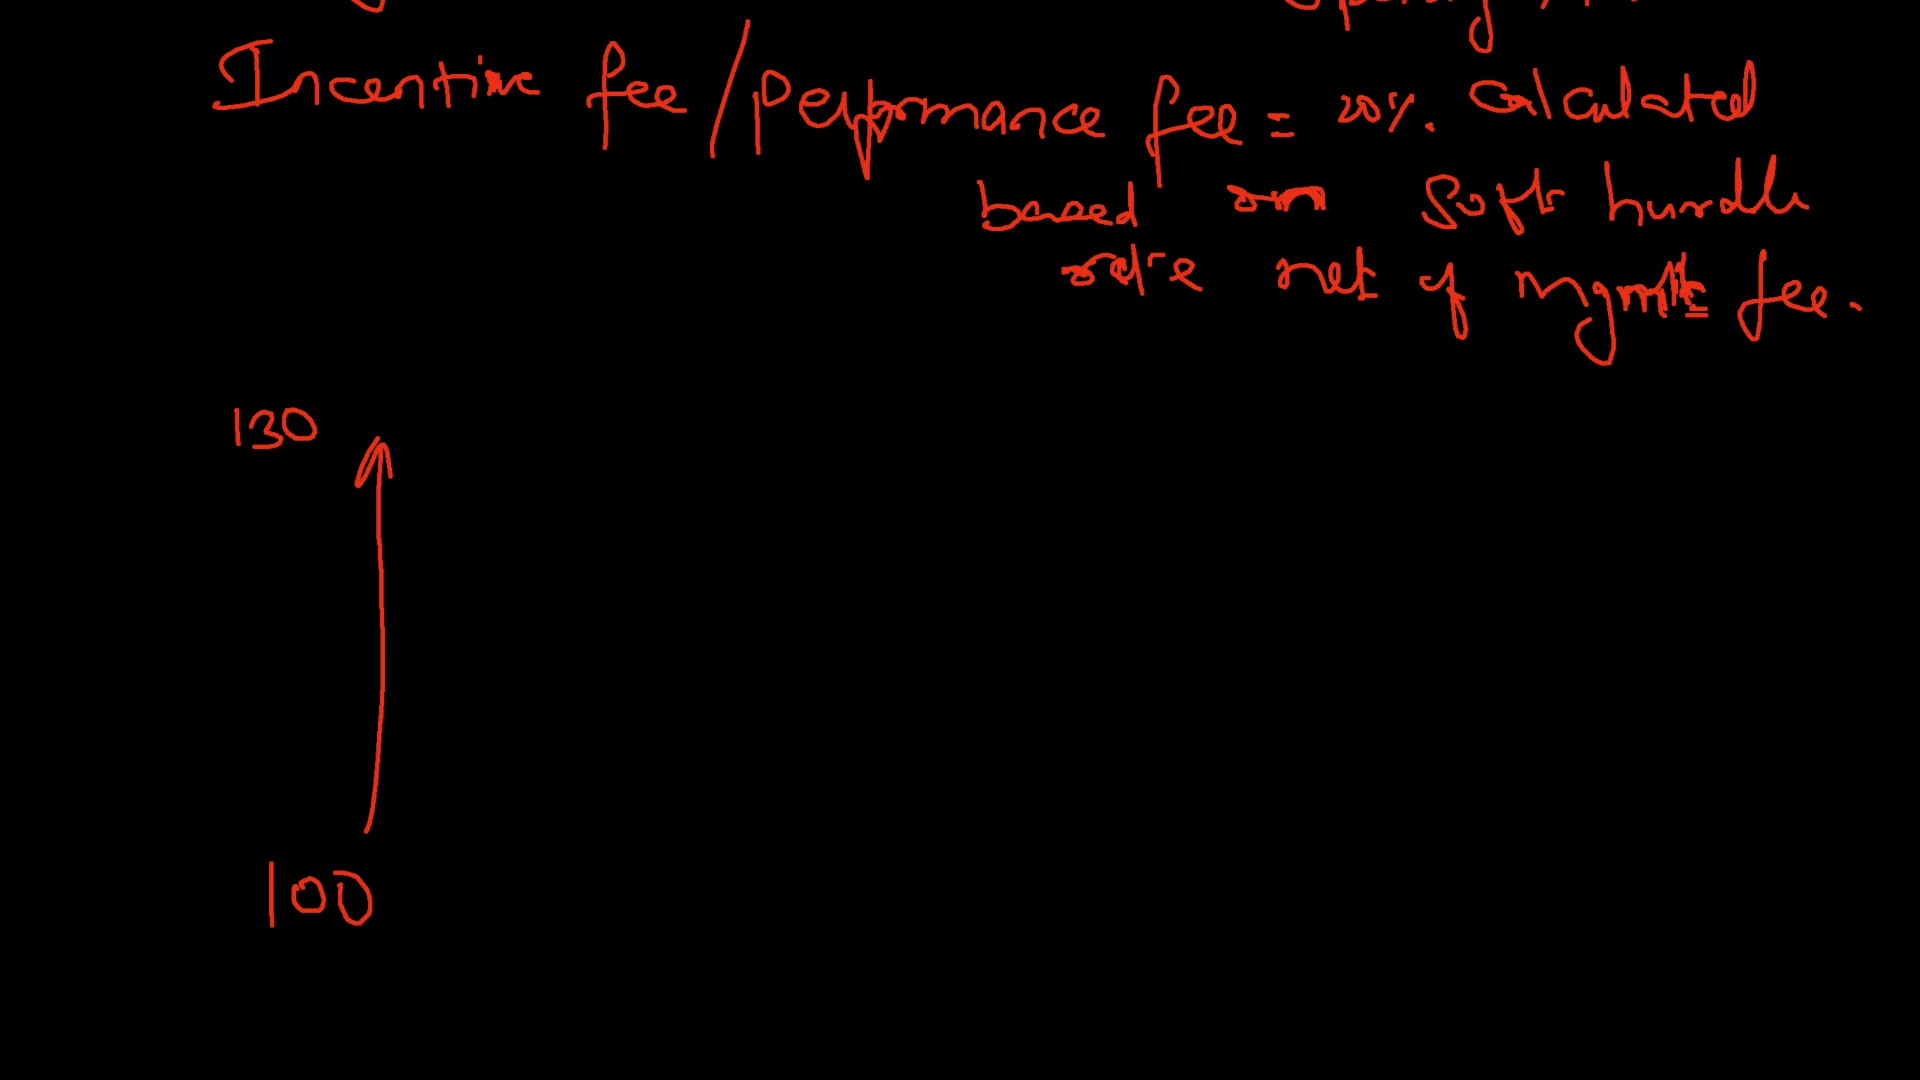 Incentive fee/Performance fee = 20%. Calculated
based on Soft hurdle
rate net of mgmt fee.
130
100